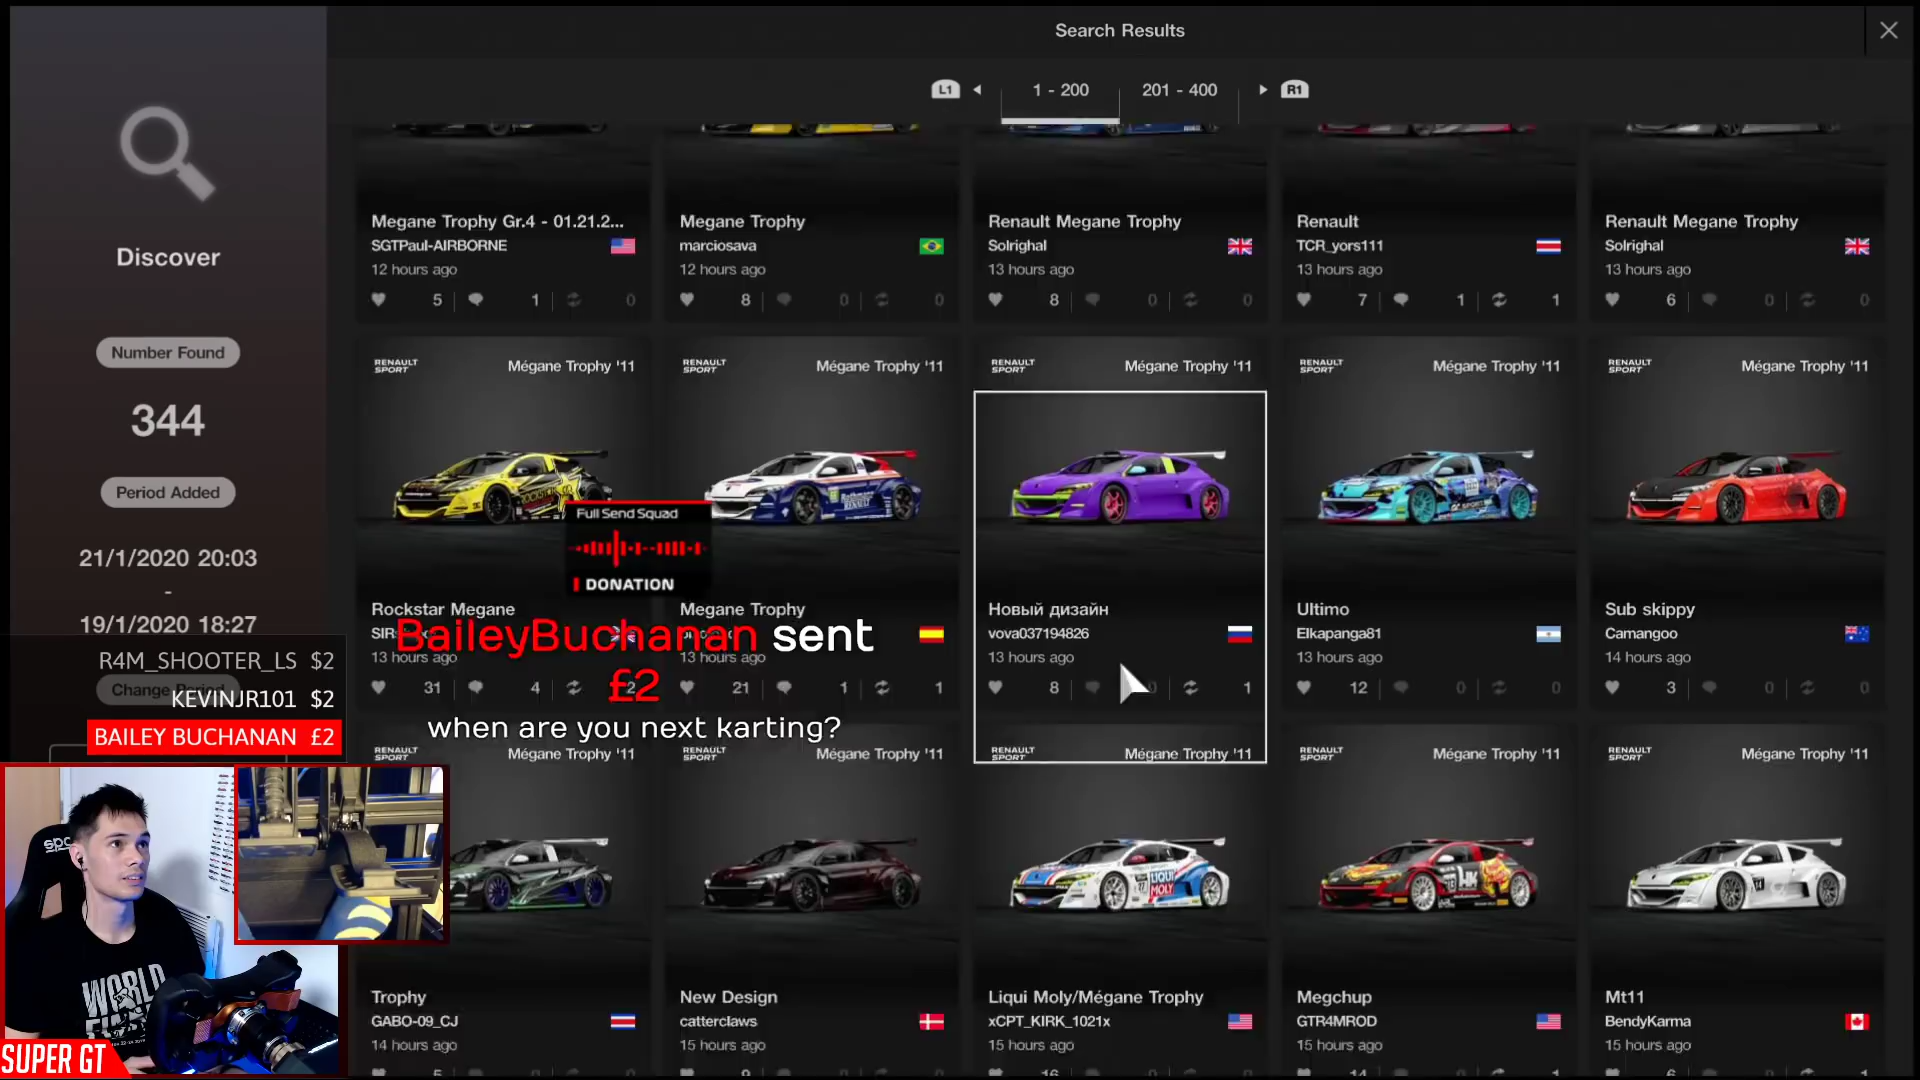 Search Results
L1
1 - 200
201 - 400
R1
Discover
Number Found
344
Period Added
21/1/2020 20:03
-
19/1/2020 18:27
Megane Trophy Gr.4 - 01.21.2...
SGTPaul-AIRBORNE
12 hours ago
5 1 0
Megane Trophy
marciosava
12 hours ago
8 0 0
Renault Megane Trophy
Solrighal
13 hours ago
8 0 0
Renault
TCR_yors111
13 hours ago
7 1 1
Renault Megane Trophy
Solrighal
13 hours ago
6 0 0
RENAULT SPORT Mégane Trophy '11
RENAULT SPORT Mégane Trophy '11
RENAULT SPORT Mégane Trophy '11
RENAULT SPORT Mégane Trophy '11
RENAULT SPORT Mégane Trophy '11
Rockstar Megane
13 hours ago
31 4 2
Megane Trophy
13 hours ago
21 1 1
Новый дизайн
vova037194826
13 hours ago
8 0 1
Ultimo
Elkapanga81
13 hours ago
12 0 0
Sub skippy
Camangoo
14 hours ago
3 0 0
Full Send Squad
DONATION
BaileyBuchanan sent
£2
when are you next karting?
R4M_SHOOTER_LS $2
Change Period
KEVINJR101 $2
BAILEY BUCHANAN £2
Mégane Trophy '11
RENAULT SPORT Mégane Trophy '11
RENAULT SPORT Mégane Trophy '11
RENAULT SPORT Mégane Trophy '11
RENAULT SPORT Mégane Trophy '11
LIQUI MOLY
Trophy
GABO-09_CJ
14 hours ago
New Design
catterclaws
15 hours ago
Liqui Moly/Mégane Trophy
xCPT_KIRK_1021x
15 hours ago
Megchup
GTR4MROD
15 hours ago
Mt11
BendyKarma
15 hours ago
WORLD
SUPER GT